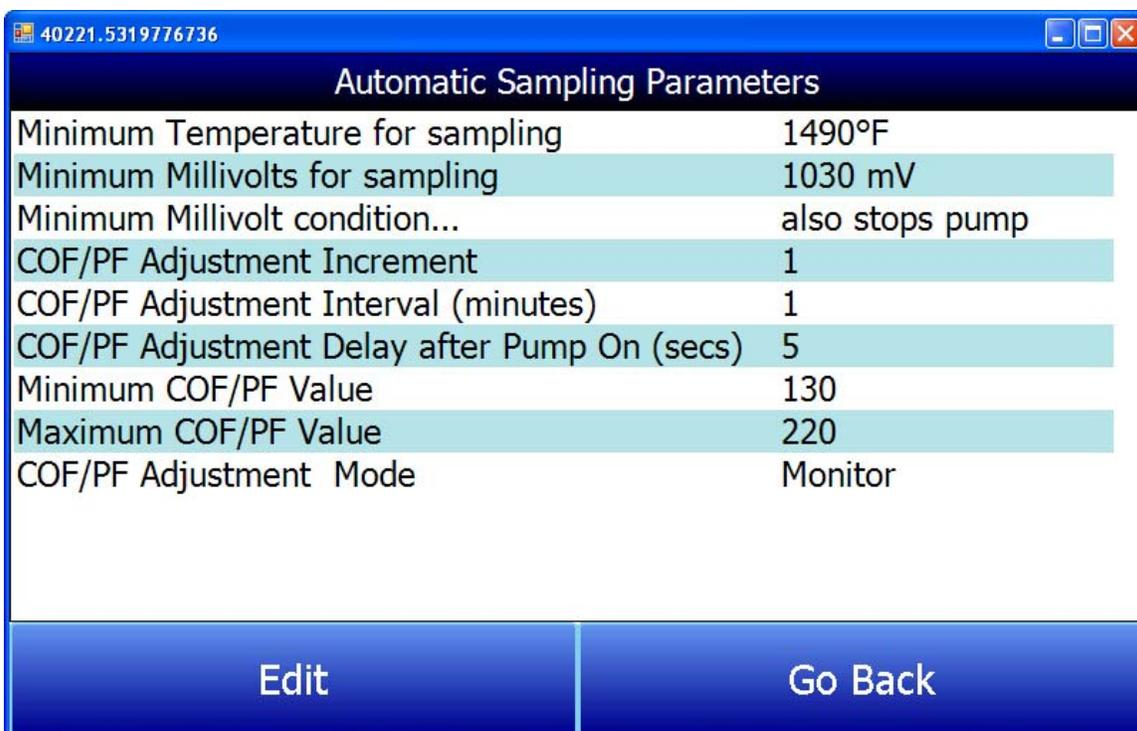 40221.5319776736
Automatic Sampling Parameters
Minimum Temperature for sampling 1490°F
Minimum Millivolts for sampling 1030 mV
Minimum Millivolt condition... also stops pump
COF/PF Adjustment Increment 1
COF/PF Adjustment Interval (minutes) 1
COF/PF Adjustment Delay after Pump On (secs) 5
Minimum COF/PF Value 130
Maximum COF/PF Value 220
COF/PF Adjustment  Mode Monitor
Edit Go Back